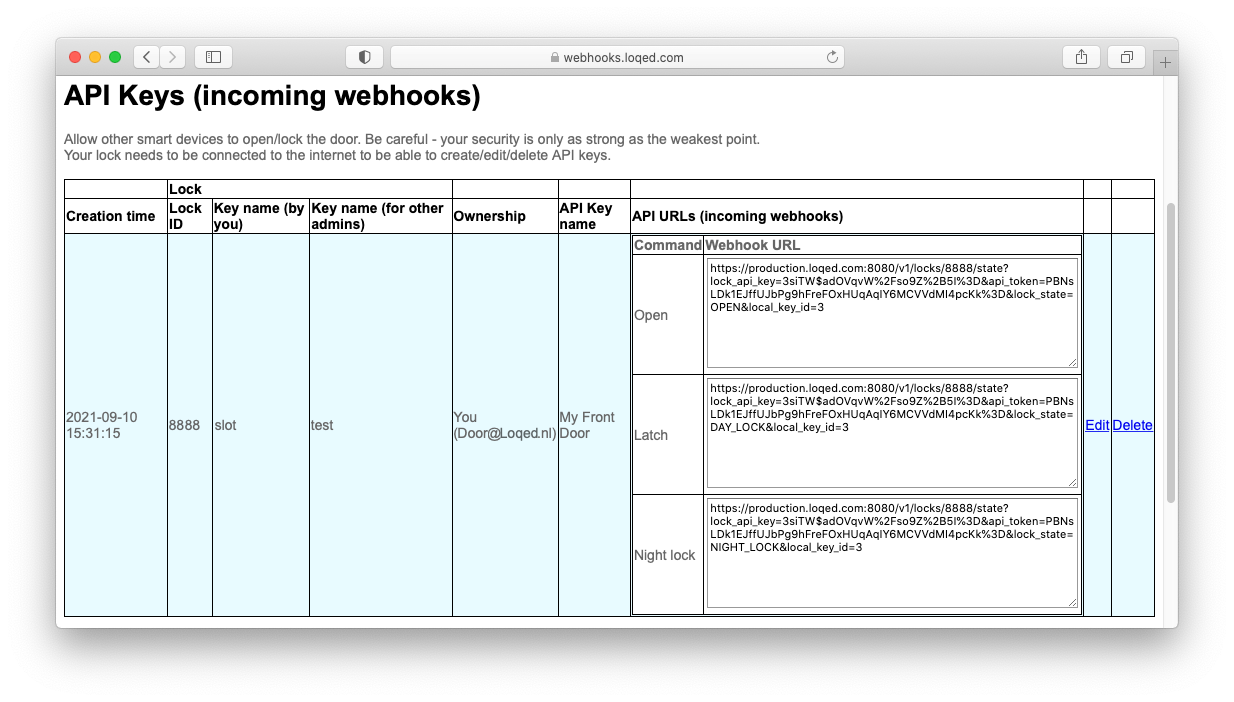 webhooks.loqed.com
API Keys (incoming webhooks)
Allow other smart devices to open/lock the door. Be careful - your security is only as strong as the weakest point.
Your lock needs to be connected to the internet to be able to create/edit/delete API keys.
Lock
Creation time
Lock
ID
Key name (by
you)
Key name (for other
admins)
Ownership
API Key
name
API URLs (incoming webhooks)
2021-09-10
15:31:15
8888
slot
test
You
(Door@Loqed.nl)
My Front
Door
Command
Webhook URL
Open
https://production.loqed.com:8080/v1/locks/8888/state?
lock_api_key=3siTW$adOVqvW%2Fso9Z%2B5I%3D&api_token=PBNs
LDk1EJffUJbPg9hFreFOxHUqAqIY6MCVVdMI4pcKk%3D&lock_state=
OPEN&local_key_id=3
Latch
https://production.loqed.com:8080/v1/locks/8888/state?
lock_api_key=3siTW$adOVqvW%2Fso9Z%2B5I%3D&api_token=PBNs
LDk1EJffUJbPg9hFreFOxHUqAqIY6MCVVdMI4pcKk%3D&lock_state=
DAY_LOCK&local_key_id=3
Night lock
https://production.loqed.com:8080/v1/locks/8888/state?
lock_api_key=3siTW$adOVqvW%2Fso9Z%2B5I%3D&api_token=PBNs
LDk1EJffUJbPg9hFreFOxHUqAqIY6MCVVdMI4pcKk%3D&lock_state=
NIGHT_LOCK&local_key_id=3
Edit
Delete